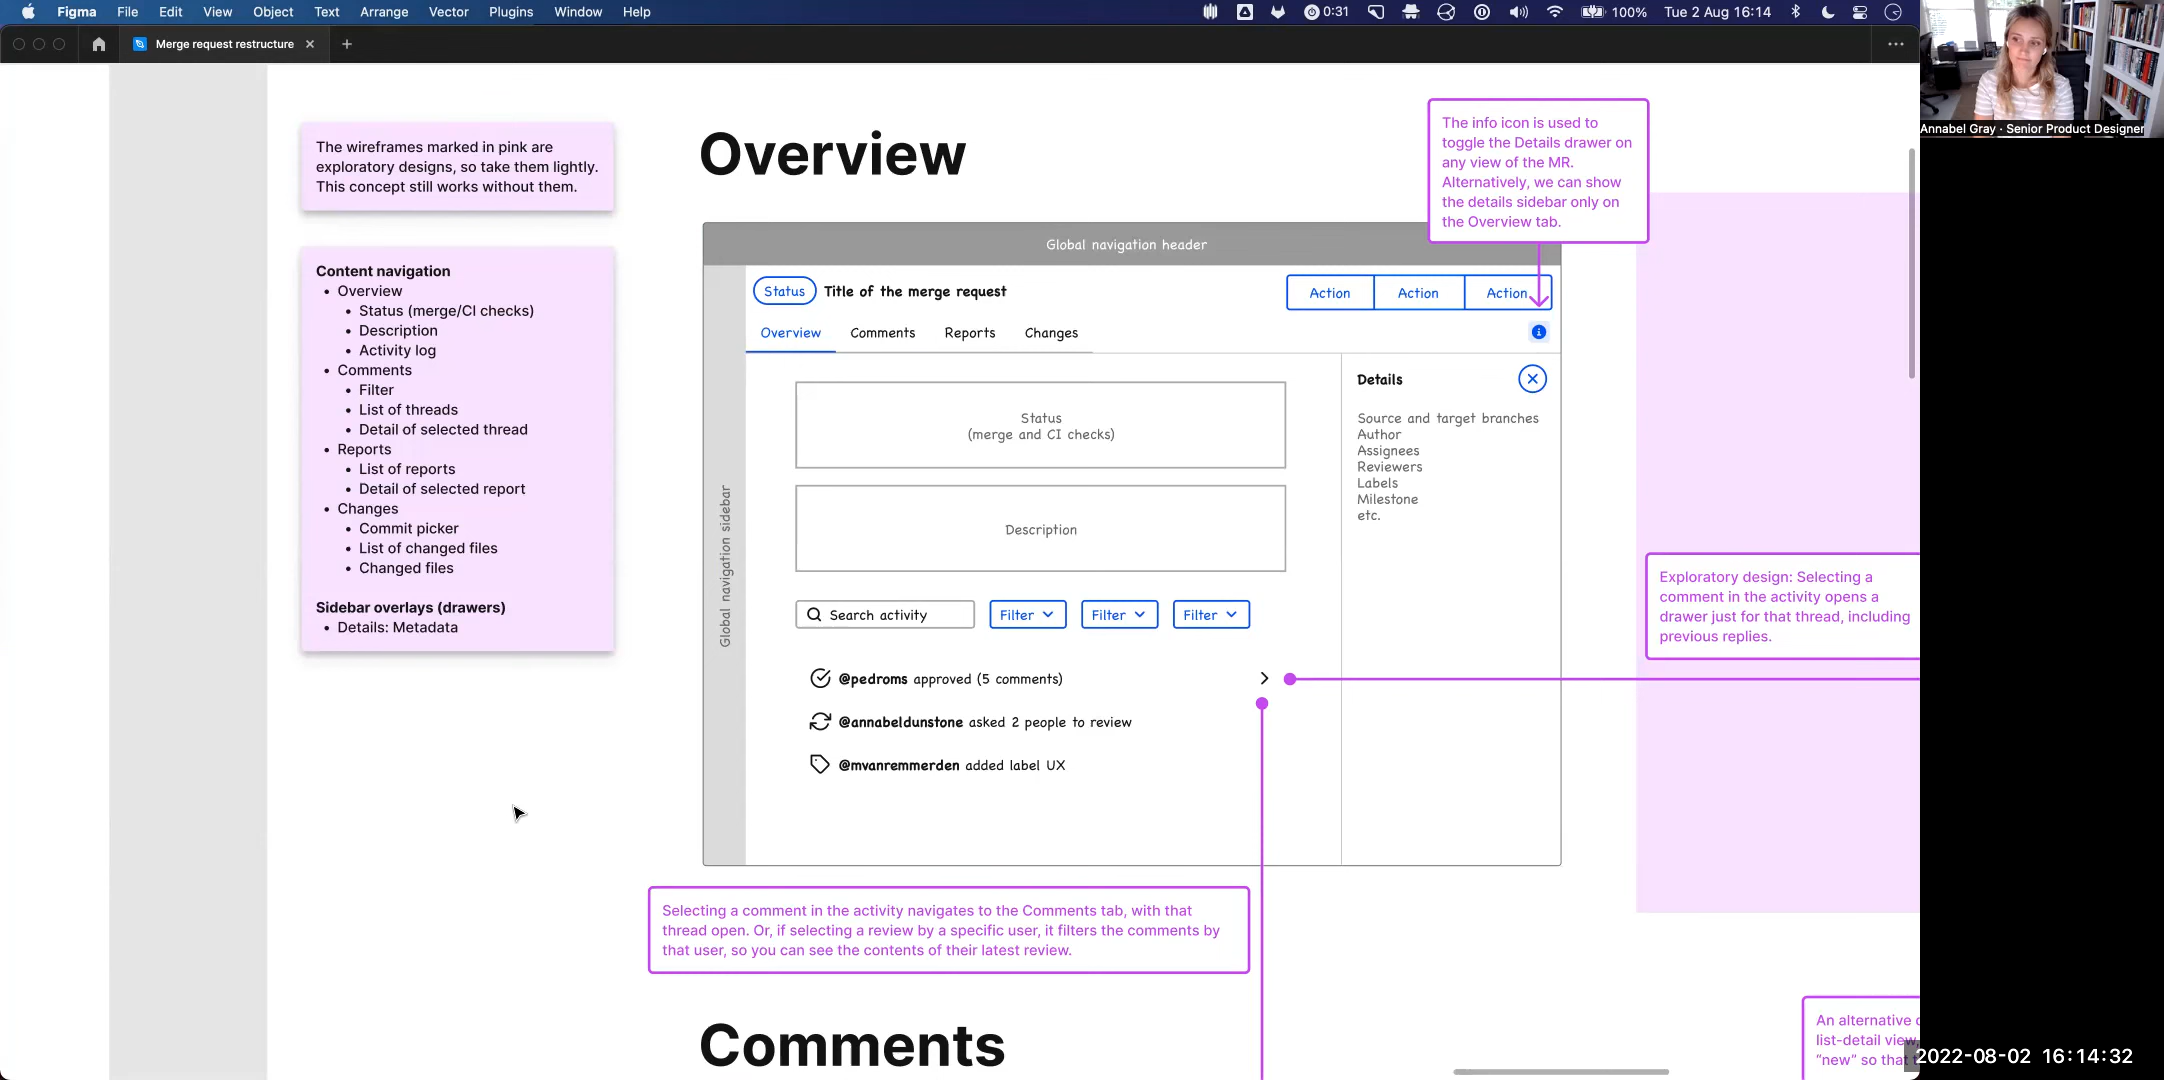 Figma File Edit View Object Text Arrange Vector Plugins Window Help
0:31 100% Tue 2 Aug 16:14
Merge request restructure
Annabel Gray · Senior Product Designer
The wireframes marked in pink are
exploratory designs, so take them lightly.
This concept still works without them.
Content navigation
• Overview
• Status (merge/CI checks)
• Description
• Activity log
• Comments
• Filter
• List of threads
• Detail of selected thread
• Reports
• List of reports
• Detail of selected report
• Changes
• Commit picker
• List of changed files
• Changed files
Sidebar overlays (drawers)
• Details: Metadata
Overview
The info icon is used to
toggle the Details drawer on
any view of the MR.
Alternatively, we can show
the details sidebar only on
the Overview tab.
Global navigation header
Global navigation sidebar
Status Title of the merge request
Action Action Action
Overview Comments Reports Changes
Status
(merge and CI checks)
Description
Search activity Filter Filter Filter
@pedroms approved (5 comments)
@annabeldunstone asked 2 people to review
@mvanremmerden added label UX
Details
Source and target branches
Author
Assignees
Reviewers
Labels
Milestone
etc.
Exploratory design: Selecting a
comment in the activity opens a
drawer just for that thread, including
previous replies.
Selecting a comment in the activity navigates to the Comments tab, with that
thread open. Or, if selecting a review by a specific user, it filters the comments by
that user, so you can see the contents of their latest review.
Comments
An alternative
list-detail view
"new" so that
2022-08-02 16:14:32